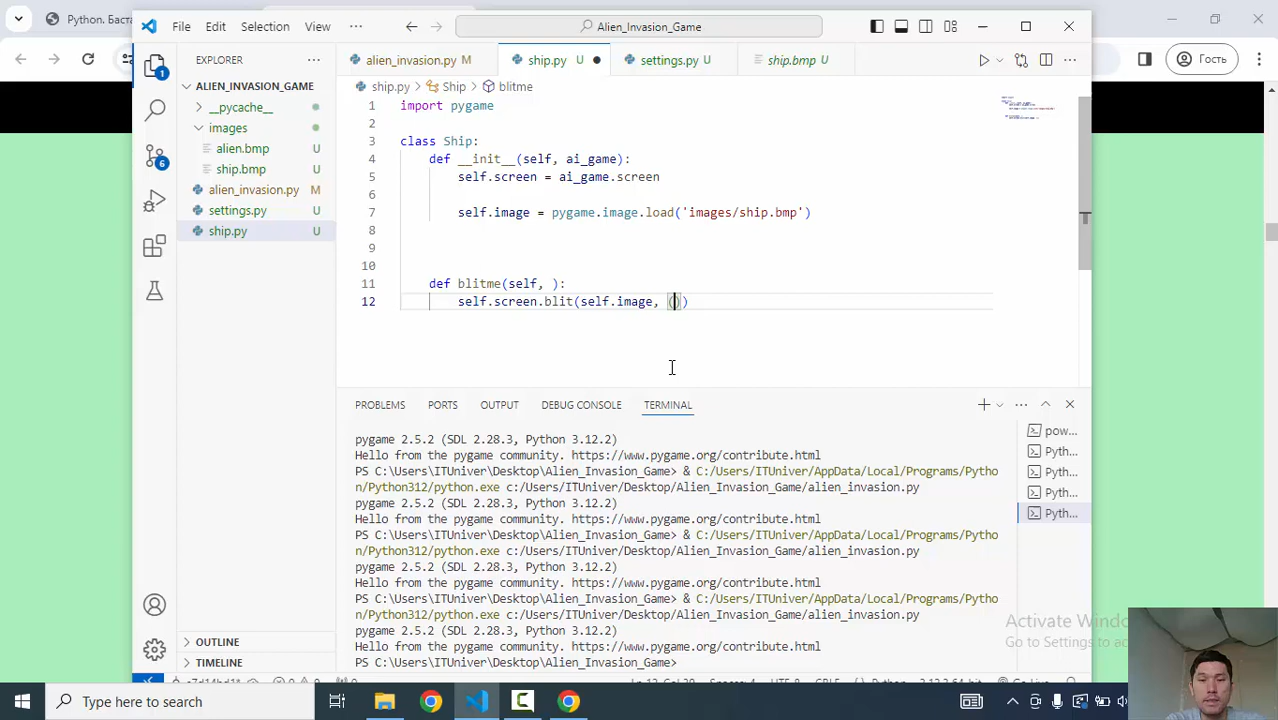 Python. Баста
File Edit Selection View ···
Alien_Invasion_Game
EXPLORER ···
alien_invasion.py M
ship.py U
settings.py U
ship.bmp U
Гость
ship.py > Ship > blitme
ALIEN_INVASION_GAME
__pycache__
images
alien.bmp U
ship.bmp U
alien_invasion.py M
settings.py U
ship.py U
1
6
1 import pygame
2
3 class Ship:
4 def __init__(self, ai_game):
5 self.screen = ai_game.screen
6
7 self.image = pygame.image.load('images/ship.bmp')
8
9
10
11 def blitme(self, ):
12 self.screen.blit(self.image, ())
PROBLEMS PORTS OUTPUT DEBUG CONSOLE TERMINAL
pygame 2.5.2 (SDL 2.28.3, Python 3.12.2)
Hello from the pygame community. https://www.pygame.org/contribute.html
PS C:\Users\ITUniver\Desktop\Alien_Invasion_Game> & C:/Users/ITUniver/AppData/Local/Programs/Pytho
n/Python312/python.exe c:/Users/ITUniver/Desktop/Alien_Invasion_Game/alien_invasion.py
pygame 2.5.2 (SDL 2.28.3, Python 3.12.2)
Hello from the pygame community. https://www.pygame.org/contribute.html
PS C:\Users\ITUniver\Desktop\Alien_Invasion_Game> & C:/Users/ITUniver/AppData/Local/Programs/Pytho
n/Python312/python.exe c:/Users/ITUniver/Desktop/Alien_Invasion_Game/alien_invasion.py
pygame 2.5.2 (SDL 2.28.3, Python 3.12.2)
Hello from the pygame community. https://www.pygame.org/contribute.html
PS C:\Users\ITUniver\Desktop\Alien_Invasion_Game> & C:/Users/ITUniver/AppData/Local/Programs/Pytho
n/Python312/python.exe c:/Users/ITUniver/Desktop/Alien_Invasion_Game/alien_invasion.py
pygame 2.5.2 (SDL 2.28.3, Python 3.12.2)
Hello from the pygame community. https://www.pygame.org/contribute.html
PS C:\Users\ITUniver\Desktop\Alien_Invasion_Game>
pow...
Pyth...
Pyth...
Pyth...
Pyth...
OUTLINE
TIMELINE
Activate Windo
Go to Settings to ac
Type here to search